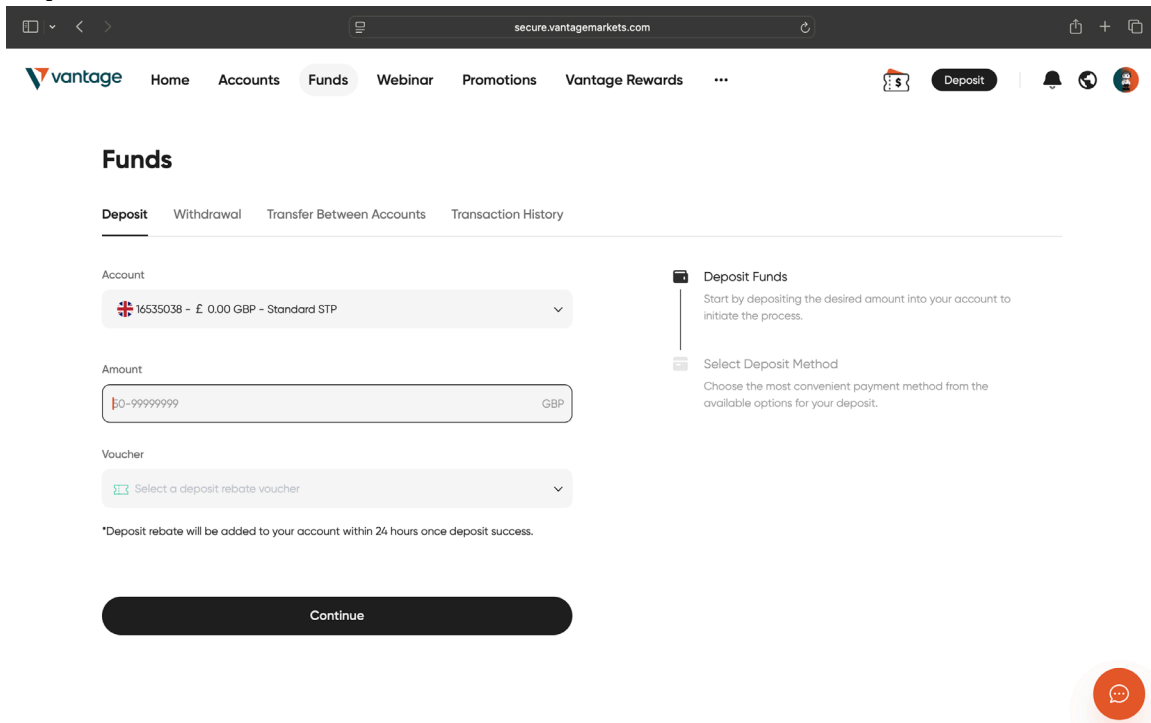 secure.vantagemarkets.com
vantage Home Accounts Funds Webinar Promotions Vantage Rewards ••• $ Deposit
Funds
Deposit Withdrawal Transfer Between Accounts Transaction History
Account
16535038 - £ 0.00 GBP - Standard STP
Amount
50-99999999 GBP
Voucher
Select a deposit rebate voucher
*Deposit rebate will be added to your account within 24 hours once deposit success.
Continue
Deposit Funds
Start by depositing the desired amount into your account to
initiate the process.
Select Deposit Method
Choose the most convenient payment method from the
available options for your deposit.